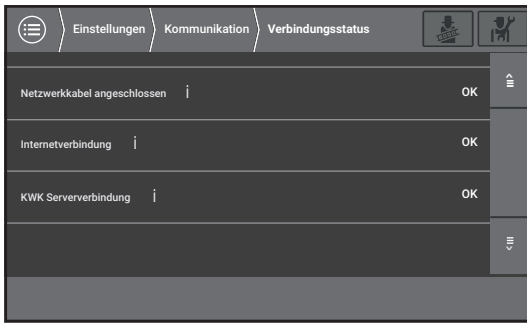 Einstellungen Kommunikation Verbindungsstatus
Netzwerkkabel angeschlossen i OK
Internetverbindung i OK
KWK Serververbindung i OK